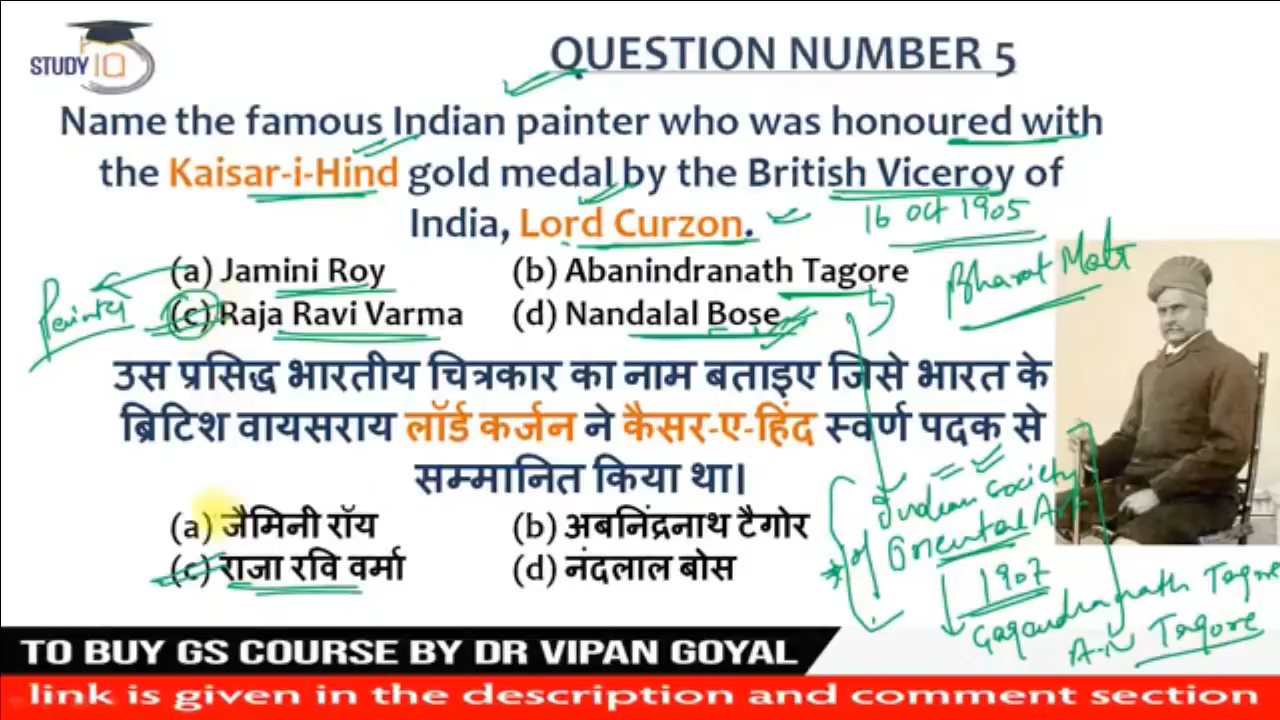 STUDY IQ
QUESTION NUMBER 5
Name the famous Indian painter who was honoured with
the Kaisar-i-Hind gold medal by the British Viceroy of
India, Lord Curzon.
16 Oct 1905
(a) Jamini Roy (b) Abanindranath Tagore
Bharat Mata
Painter
(c) Raja Ravi Varma (d) Nandalal Bose
उस प्रसिद्ध भारतीय चित्रकार का नाम बताइए जिसे भारत के
ब्रिटिश वायसराय लॉर्ड कर्जन ने कैसर-ए-हिंद स्वर्ण पदक से
सम्मानित किया था।
(a) जैमिनी रॉय (b) अबनिंद्रनाथ टैगोर
(c) राजा रवि वर्मा (d) नंदलाल बोस
Indian Society
of Oriental Art
1907
Gagandranath Tagore
A.N Tagore
TO BUY GS COURSE BY DR VIPAN GOYAL
link is given in the description and comment section